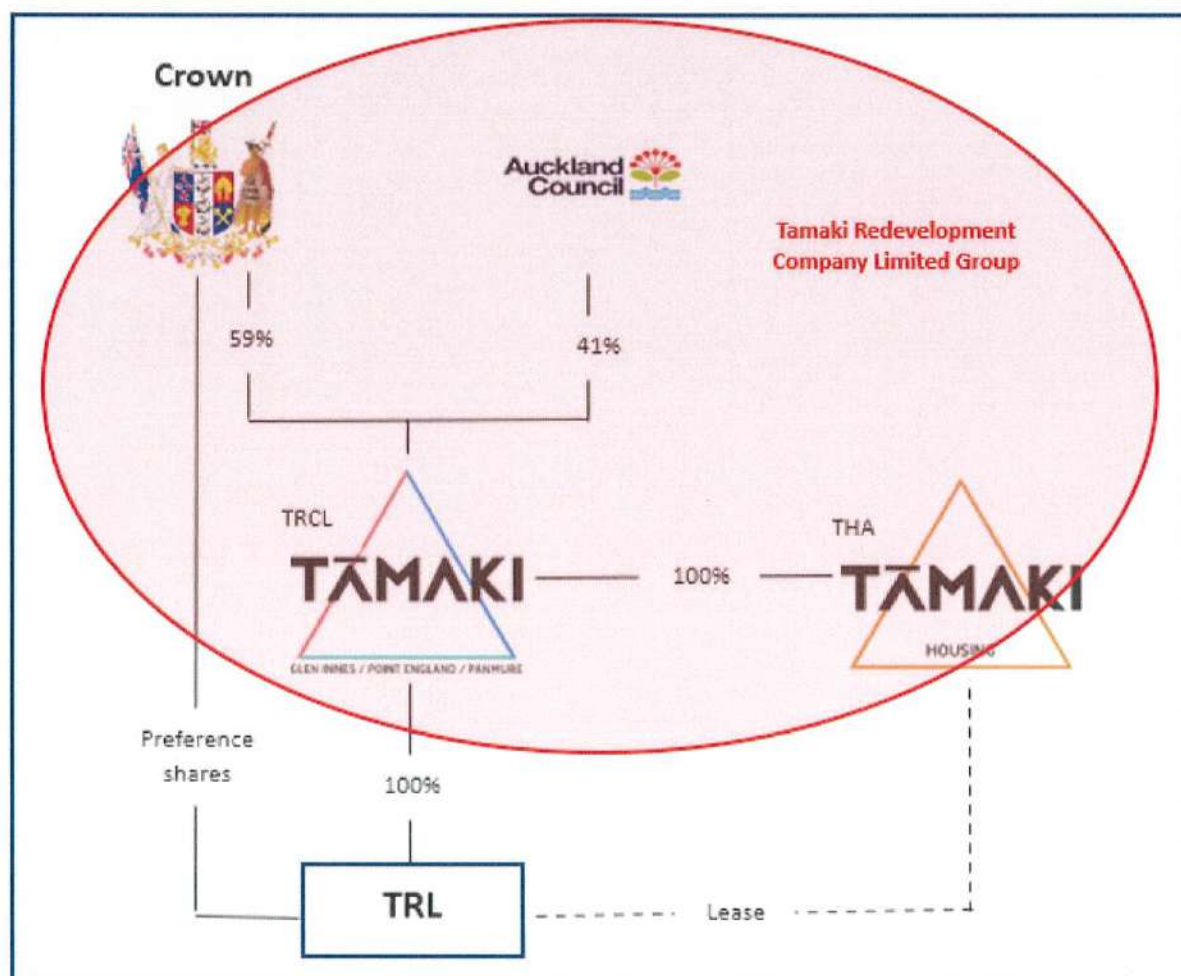 Crown
Auckland
Council
Tamaki Redevelopment
Company Limited Group
59%
41%
TRCL
TĀMAKI
GLEN INNES / POINT ENGLAND / PANMURE
100%
THA
TĀMAKI
HOUSING
Preference
shares
100%
TRL
Lease